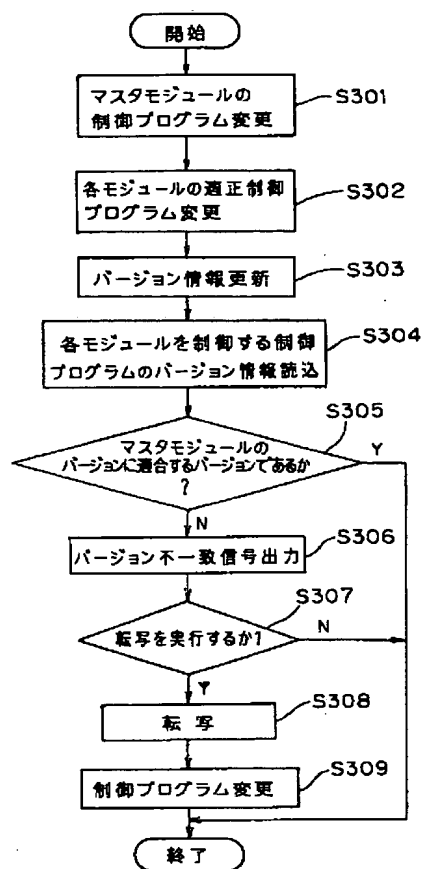 開始
マスタモジュールの
制御プログラム変更
S301
各モジュールの適正制御
プログラム変更
S302
バージョン情報更新
S303
各モジュールを制御する制御
プログラムのバージョン情報読込
S304
マスタモジュールの
バージョンに適合するバージョンであるか
?
S305
Y
N
バージョン不一致信号出力
S306
転写を実行するか?
S307
N
Y
転写
S308
制御プログラム変更
S309
終了